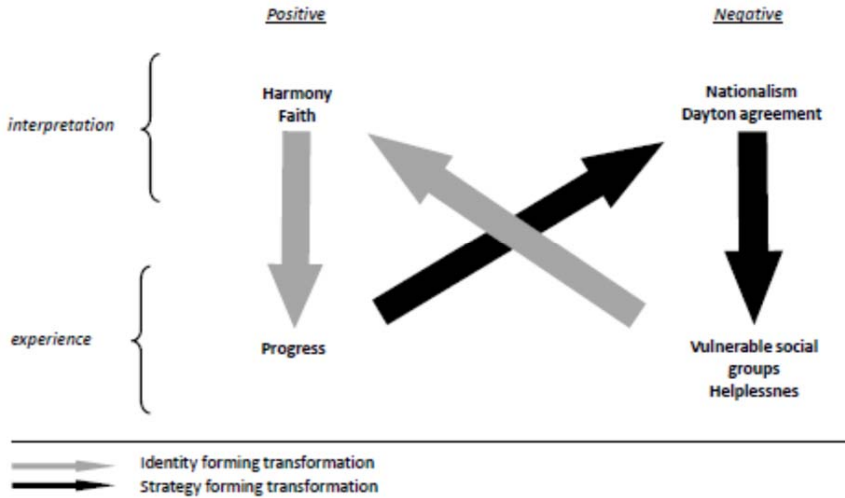 Positive
Negative
Harmony
Faith
Nationalism
Dayton agreement
interpretation
experience
Progress
Vulnerable social
groups
Helplessnes
Identity forming transformation
Strategy forming transformation